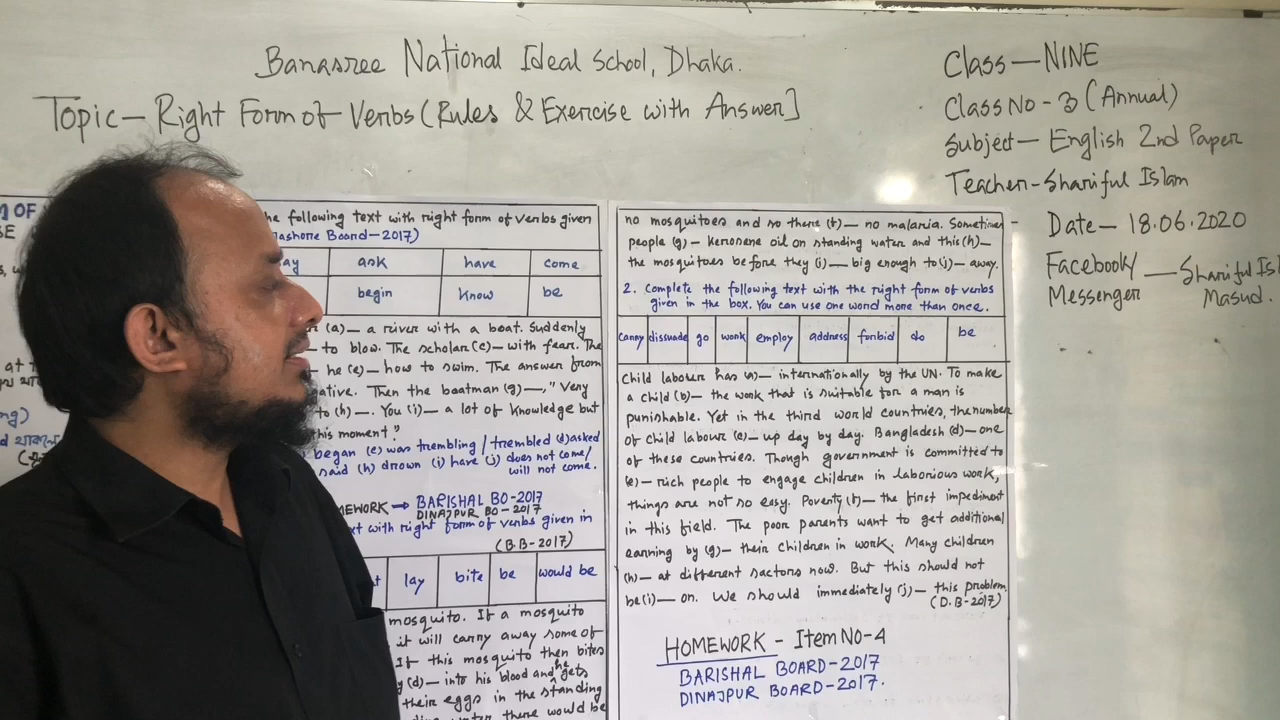 Banasree National Ideal School, Dhaka.
Topic — Right Form of Verbs (Rules & Exercise with Answer]
Class — NINE
Class No - 3 (Annual)
Subject — English 2nd Paper
Teacher - Shariful Islam
Date — 18.06.2020
Facebook/ Messenger — Shariful Isl
Masud.
he following text with right form of verbs given
ashore Board - 2017)
ay ask have come
begin know be
(a) — a river with a boat. Suddenly
— to blow. The scholar (c) — with fear. The
— he (e) — how to swim. The answer from
ative. Then the boatman (g) —, " Very
to (h) —. You (i) — a lot of knowledge but
his moment."
began (c) was trembling / trembled (d) asked
said (h) drown (i) have (j) does not come/
will not come.
MEWORK → BARISHAL BO - 2017
DINAJPUR BO - 2017
xt with right form of verbs given in
(B.B - 2017)
lay bite be would be
mosquito. If a mosquito
it will carry away some of
If this mosquito then bites
(d) — into his blood and he gets
their eggs in the standing
water there would be
no mosquitoes and so there (f) — no malaria. Sometimes
people (g) — kerosene oil on standing water and this (h) —
the mosquitoes before they (i) — big enough to (j) — away.
2. Complete the following text with the right form of verbs
given in the box. You can use one word more than once.
carry dissuade go work employ address forbid do be
Child labour has (a) — internationally by the UN. To make
a child (b) — the work that is suitable for a man is
punishable. Yet in the third world countries, the number
of child labour (c) — up day by day. Bangladesh (d) — one
of these countries. Though government is committed to
(e) — rich people to engage children in laborious work,
things are not so easy. Poverty (f) — the first impediment
in this field. The poor parents want to get additional
earning by (g) — their children in work. Many children
(h) — at different sactors now. But this should not
be (i) — on. We should immediately (j) — this problem.
(D.B - 2017)
HOMEWORK - Item No - 4
BARISHAL BOARD - 2017
DINAJPUR BOARD - 2017.